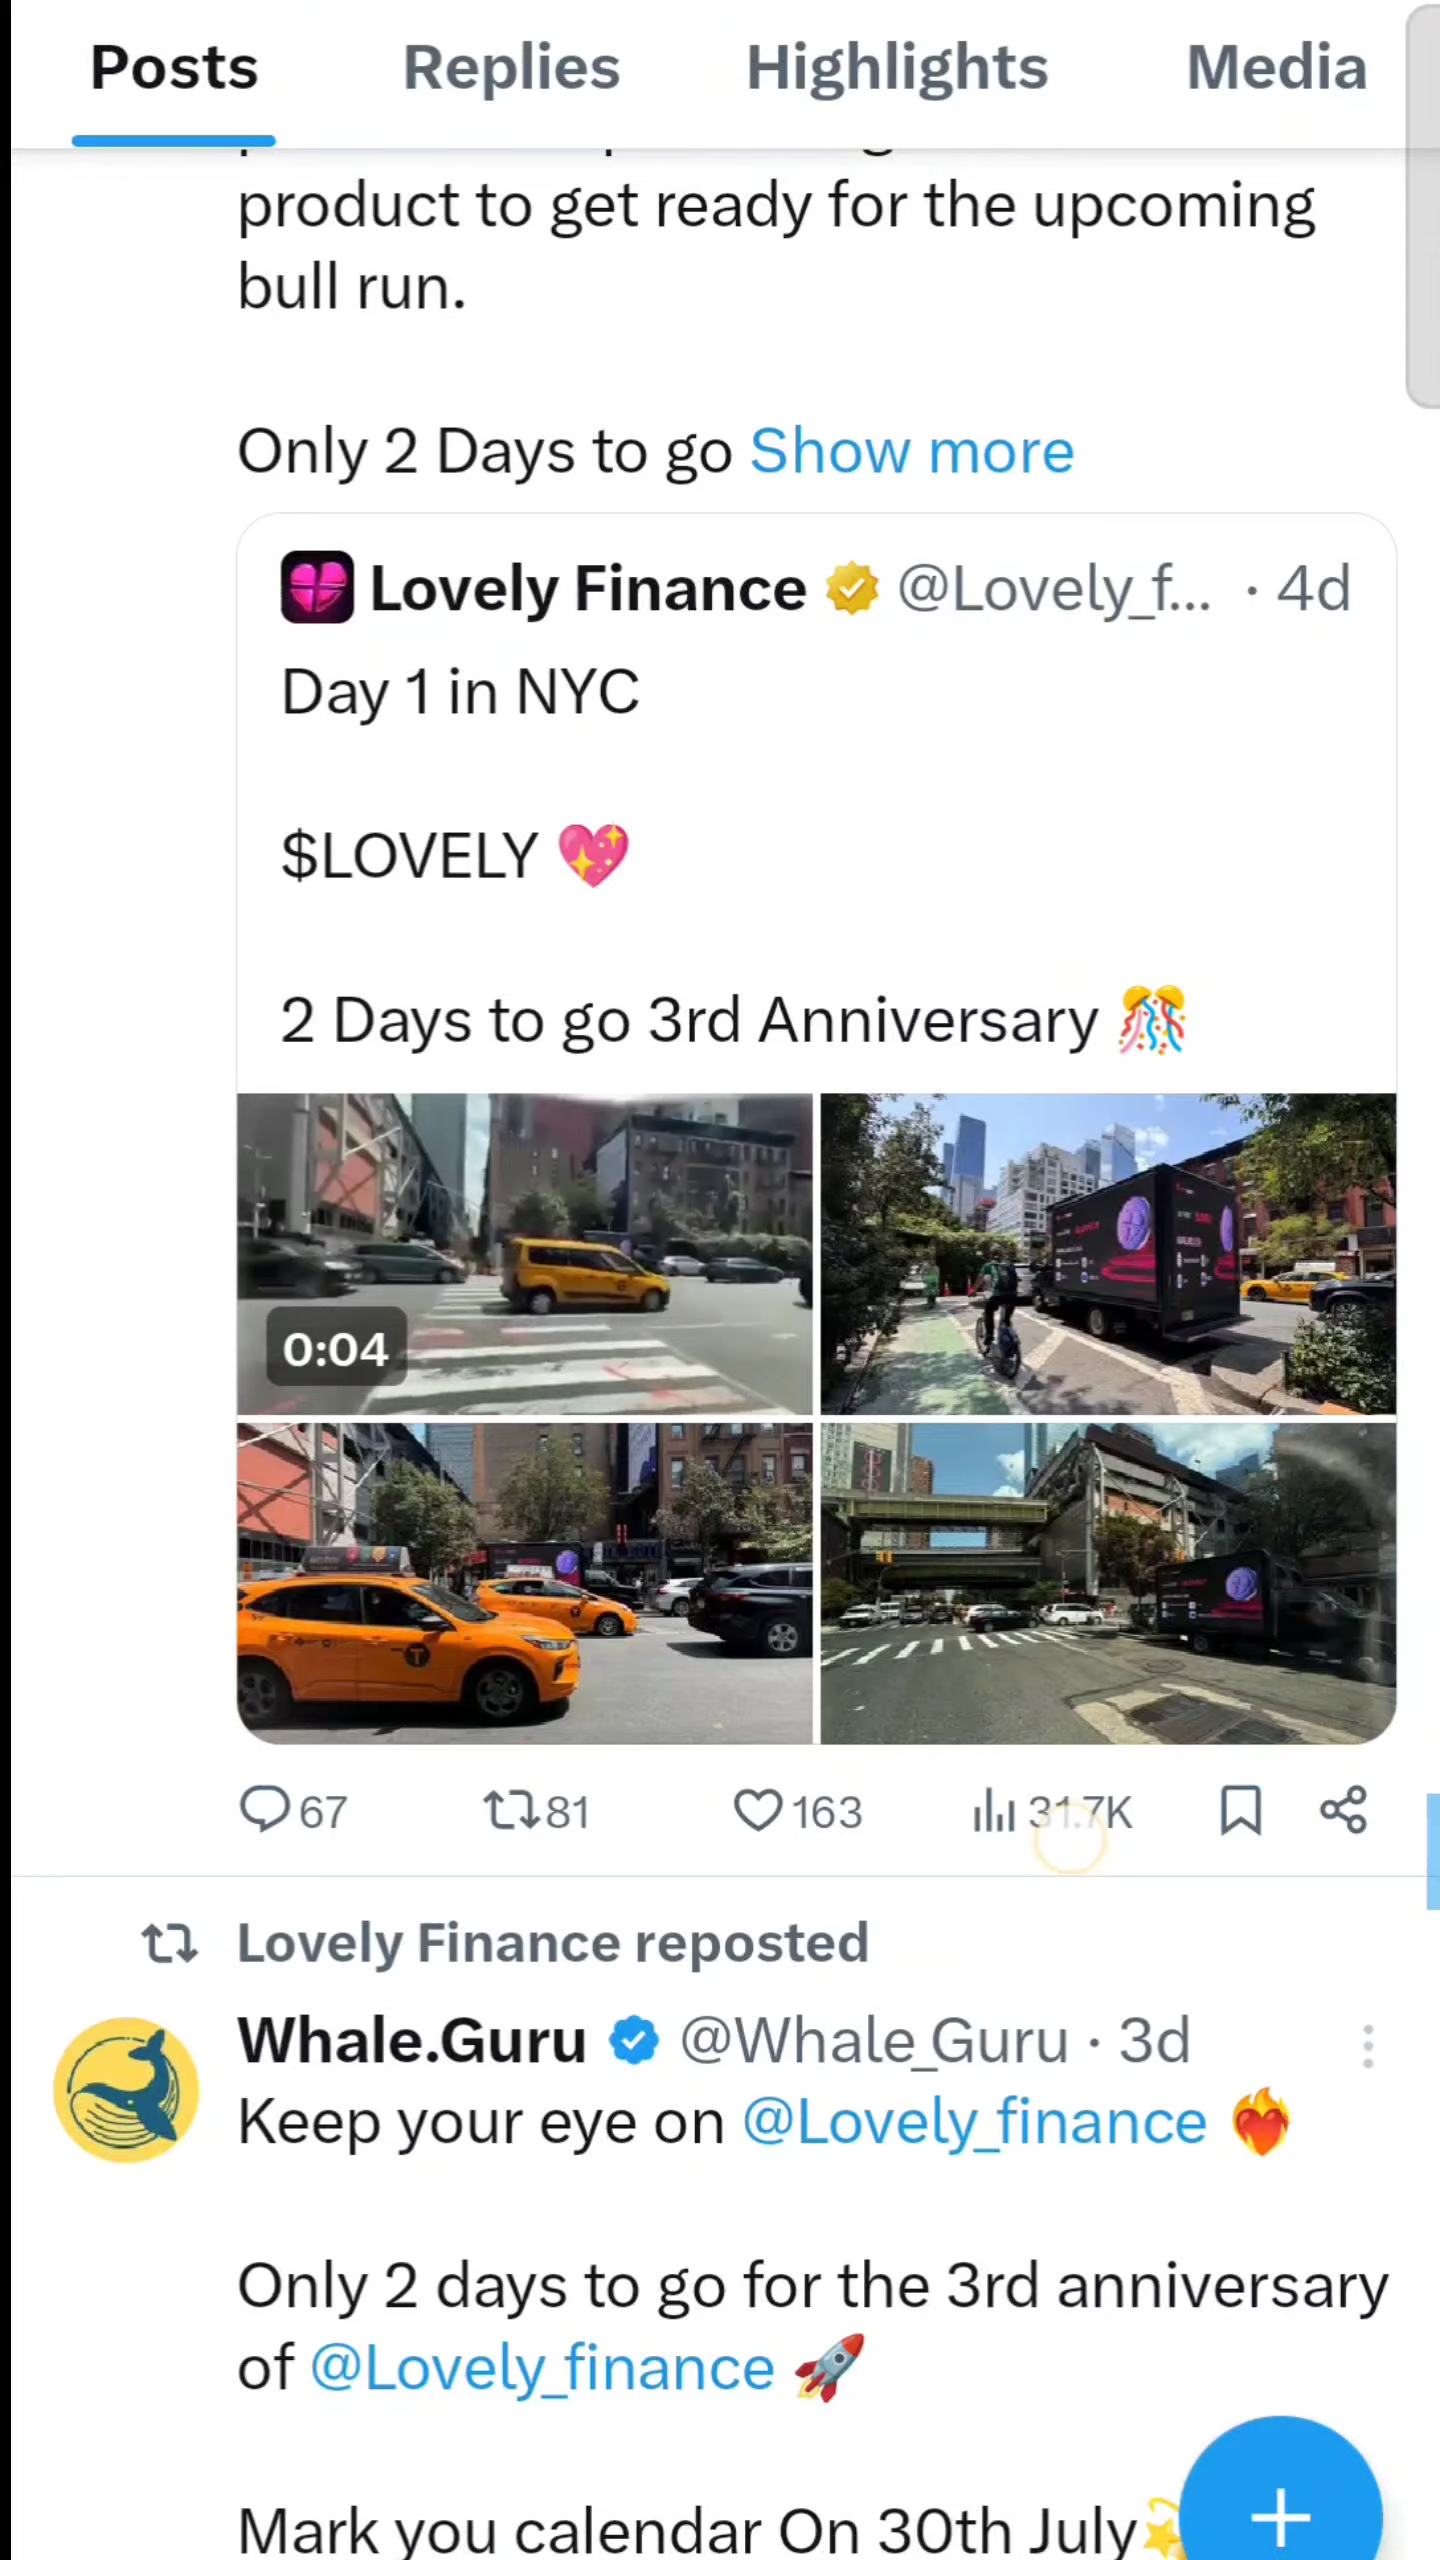 Posts Replies Highlights Media
product to get ready for the upcoming
bull run.
Only 2 Days to go Show more
Lovely Finance @Lovely_f... · 4d
Day 1 in NYC
$LOVELY 💖
2 Days to go 3rd Anniversary 🎊
0:04
67 81 163 31.7K
Lovely Finance reposted
Whale.Guru @Whale_Guru · 3d
Keep your eye on @Lovely_finance ❤️‍🔥
Only 2 days to go for the 3rd anniversary
of @Lovely_finance 🚀
Mark you calendar On 30th July💫